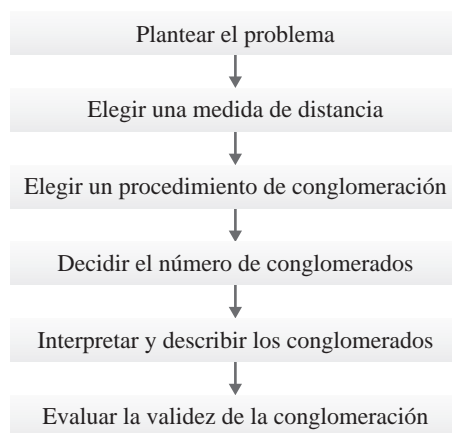 Plantear el problema
Elegir una medida de distancia
Elegir un procedimiento de conglomeración
Decidir el número de conglomerados
Interpretar y describir los conglomerados
Evaluar la validez de la conglomeración